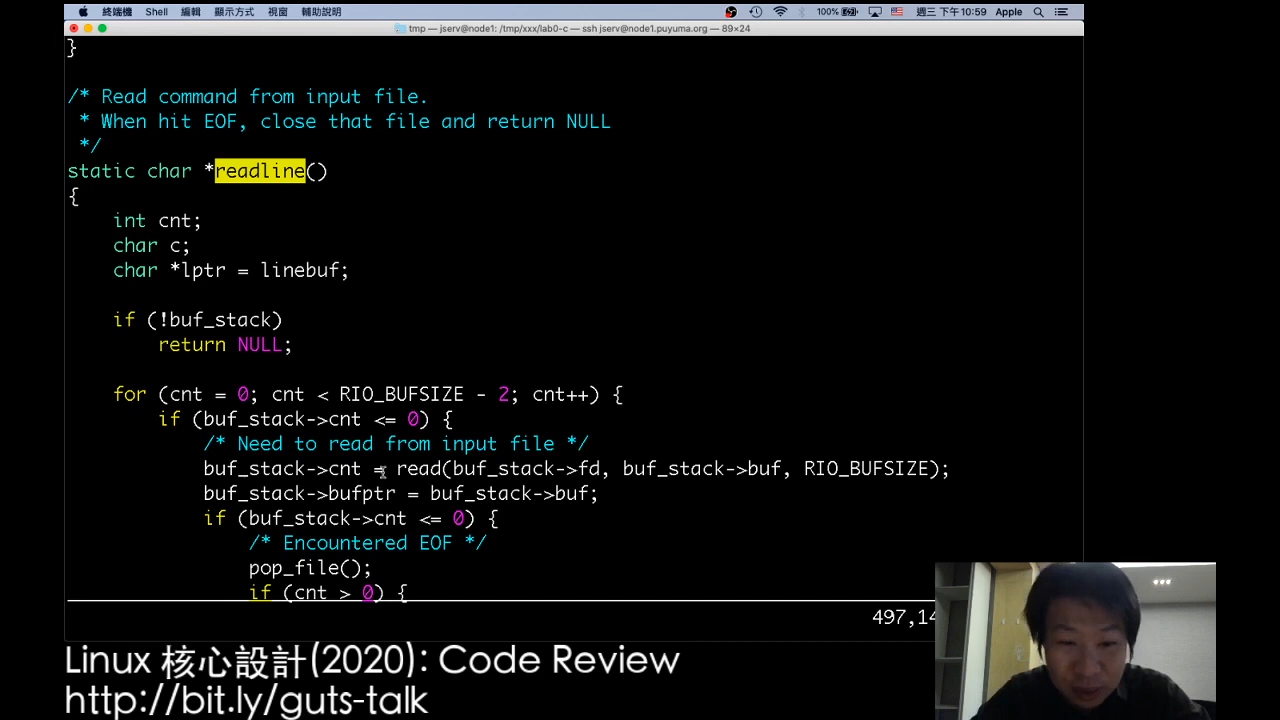 終端機 Shell 編輯 顯示方式 視窗 輔助說明 100% 週三 下午10:59 Apple
tmp — jserv@node1: /tmp/xxx/lab0-c — ssh jserv@node1.puyuma.org — 89×24
}
/* Read command from input file.
* When hit EOF, close that file and return NULL
*/
static char *readline()
{
int cnt;
char c;
char *lptr = linebuf;
if (!buf_stack)
return NULL;
for (cnt = 0; cnt < RIO_BUFSIZE - 2; cnt++) {
if (buf_stack->cnt <= 0) {
/* Need to read from input file */
buf_stack->cnt = read(buf_stack->fd, buf_stack->buf, RIO_BUFSIZE);
buf_stack->bufptr = buf_stack->buf;
if (buf_stack->cnt <= 0) {
/* Encountered EOF */
pop_file();
if (cnt > 0) {
497,14
Linux 核心設計(2020): Code Review
http://bit.ly/guts-talk